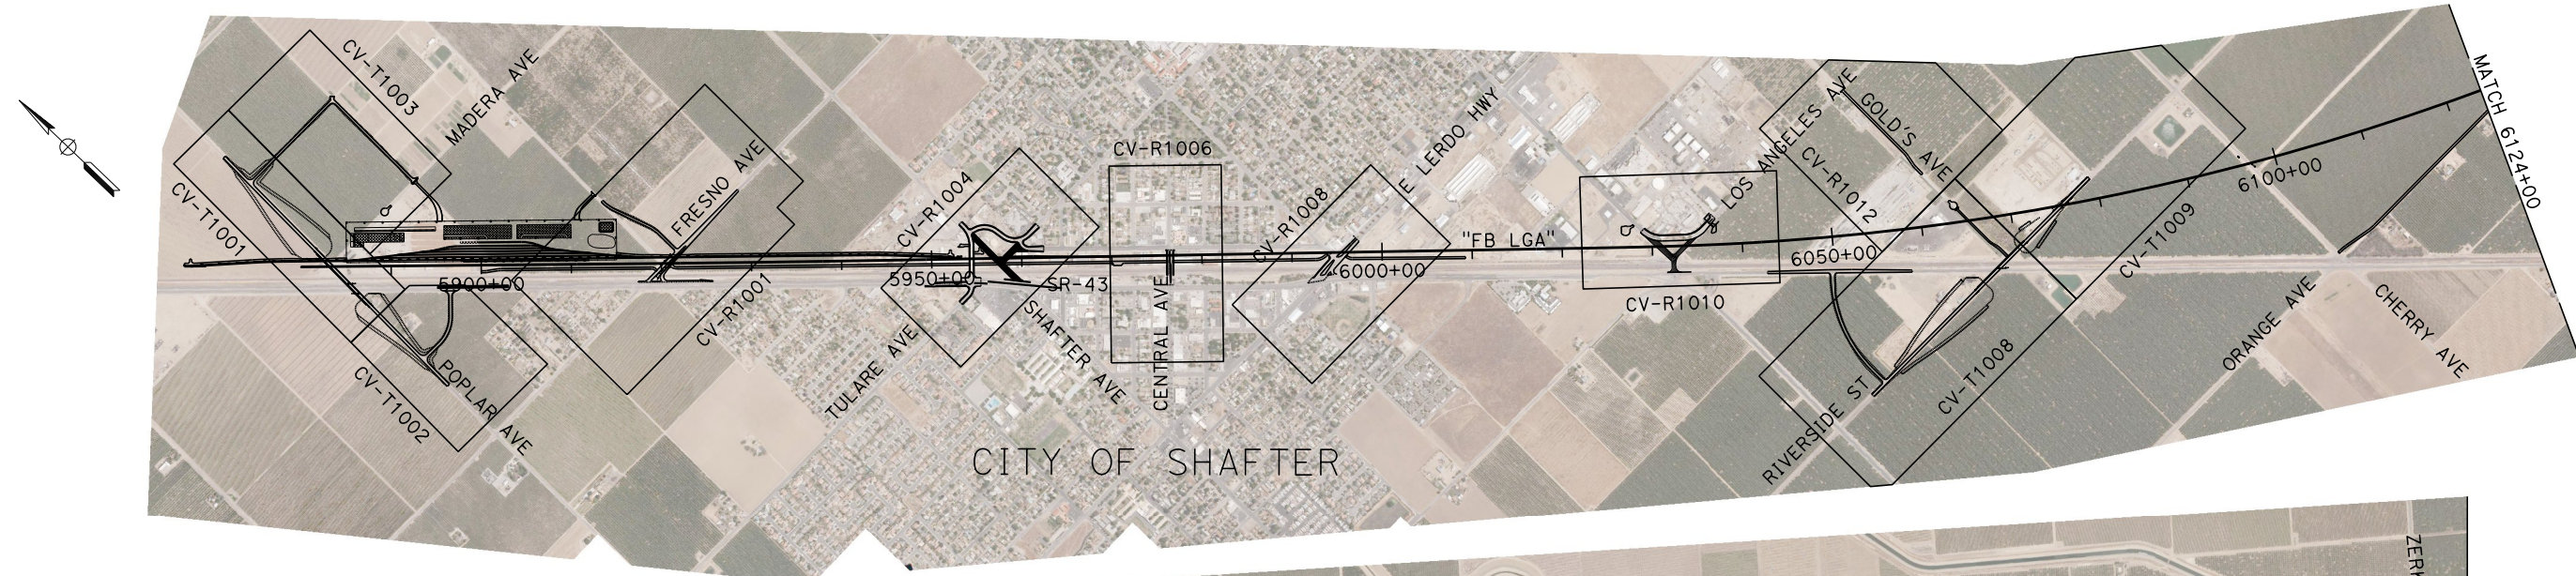 CV-T1003
MADERA AVE
CV-T1001
FRESNO AVE
5900+00
CV-R1001
POPLAR AVE
CV-T1002
CV-R1004
5950+00
SR-43
TULARE AVE
SHAFTER AVE
CV-R1006
CENTRAL AVE
CV-R1008
E LERDO HWY
6000+00
"FB LGA"
CITY OF SHAFTER
CV-R1010
LOS ANGELES AVE
GOLD'S AVE
CV-R1012
6050+00
RIVERSIDE ST
CV-T1008
CV-T1009
6100+00
ORANGE AVE
CHERRY AVE
MATCH 6124+00